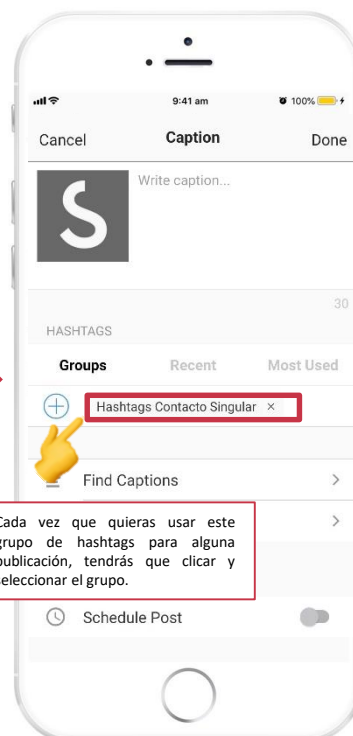 9:41 am
100%
Cancel
Caption
Done
S
Write caption...
30
HASHTAGS
Groups
Recent
Most Used
Hashtags Contacto Singular ×
Find Captions
Cada vez que quieras usar este
grupo de hashtags para alguna
publicación, tendrás que clicar y
seleccionar el grupo.
Schedule Post